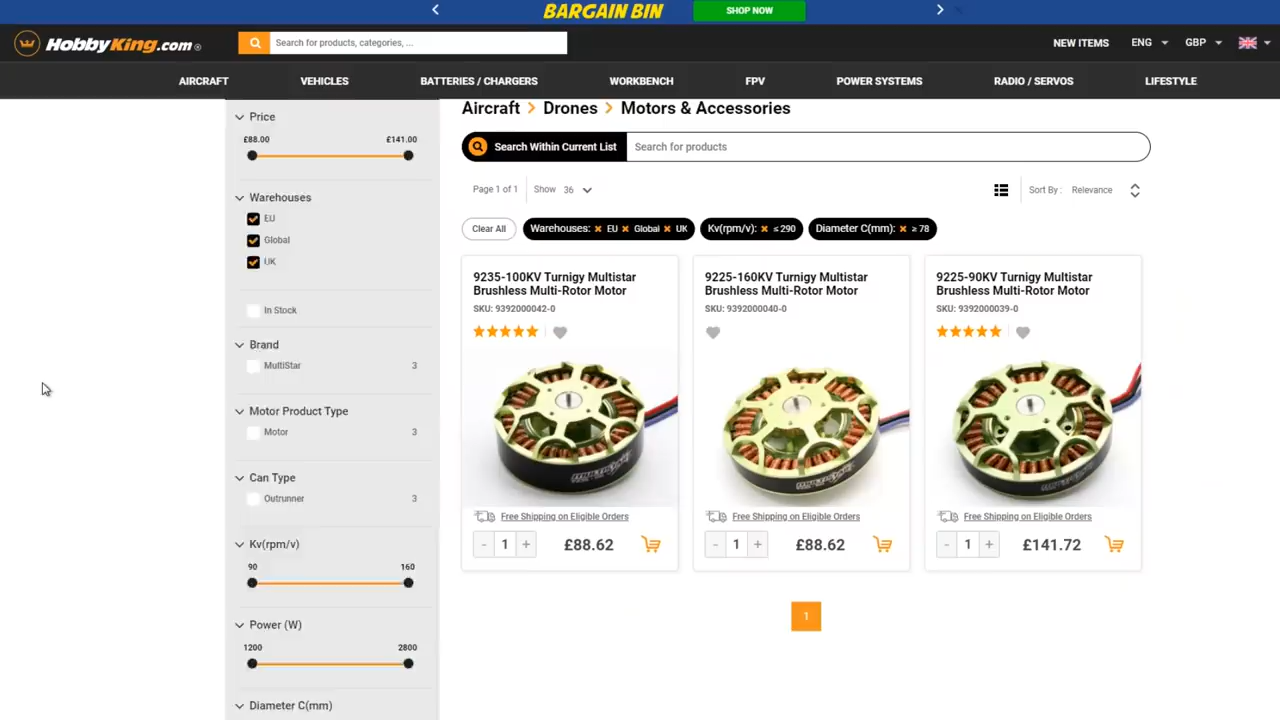 BARGAIN BIN SHOP NOW
HobbyKing.com® Search for products, categories, ... NEW ITEMS ENG GBP
AIRCRAFT VEHICLES BATTERIES / CHARGERS WORKBENCH FPV POWER SYSTEMS RADIO / SERVOS LIFESTYLE
Price
£88.00 £141.00
Warehouses
EU
Global
UK
In Stock
Brand
MultiStar 3
Motor Product Type
Motor 3
Can Type
Outrunner 3
Kv(rpm/v)
90 160
Power (W)
1200 2800
Diameter C(mm)
Aircraft > Drones > Motors & Accessories
Search Within Current List Search for products
Page 1 of 1 Show 36 Sort By : Relevance
Clear All Warehouses: × EU × Global × UK Kv(rpm/v): × ≤ 290 Diameter C(mm): × ≥ 78
9235-100KV Turnigy Multistar
Brushless Multi-Rotor Motor
SKU: 9392000042-0
Free Shipping on Eligible Orders
- 1 + £88.62
9225-160KV Turnigy Multistar
Brushless Multi-Rotor Motor
SKU: 9392000040-0
Free Shipping on Eligible Orders
- 1 + £88.62
9225-90KV Turnigy Multistar
Brushless Multi-Rotor Motor
SKU: 9392000039-0
Free Shipping on Eligible Orders
- 1 + £141.72
1